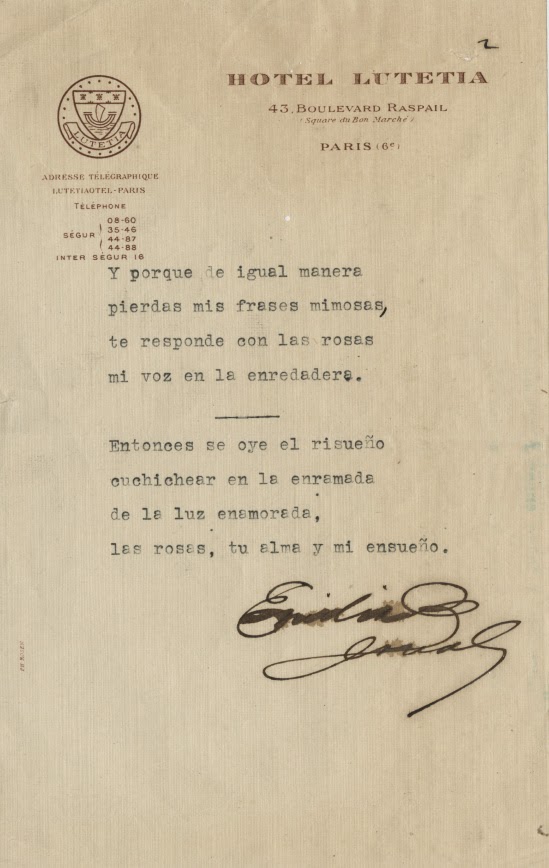 2
HOTEL LUTETIA
43, BOULEVARD RASPAIL
(Square du Bon Marché)
PARIS (6e)
LUTETIA
ADRESSE TÉLÉGRAPHIQUE
LUTETIAOTEL-PARIS
TÉLÉPHONE
SÉGUR
08-60
35-46
44-87
44-88
INTER SÉGUR 16
Y porque de igual manera
pierdas mis frases mimosas,
te responde con las rosas
mi voz en la enredadera.
Entonces se oye el risueño
cuchichear en la enramada
de la luz enamorada,
las rosas, tu alma y mi ensueño.
Emilia B